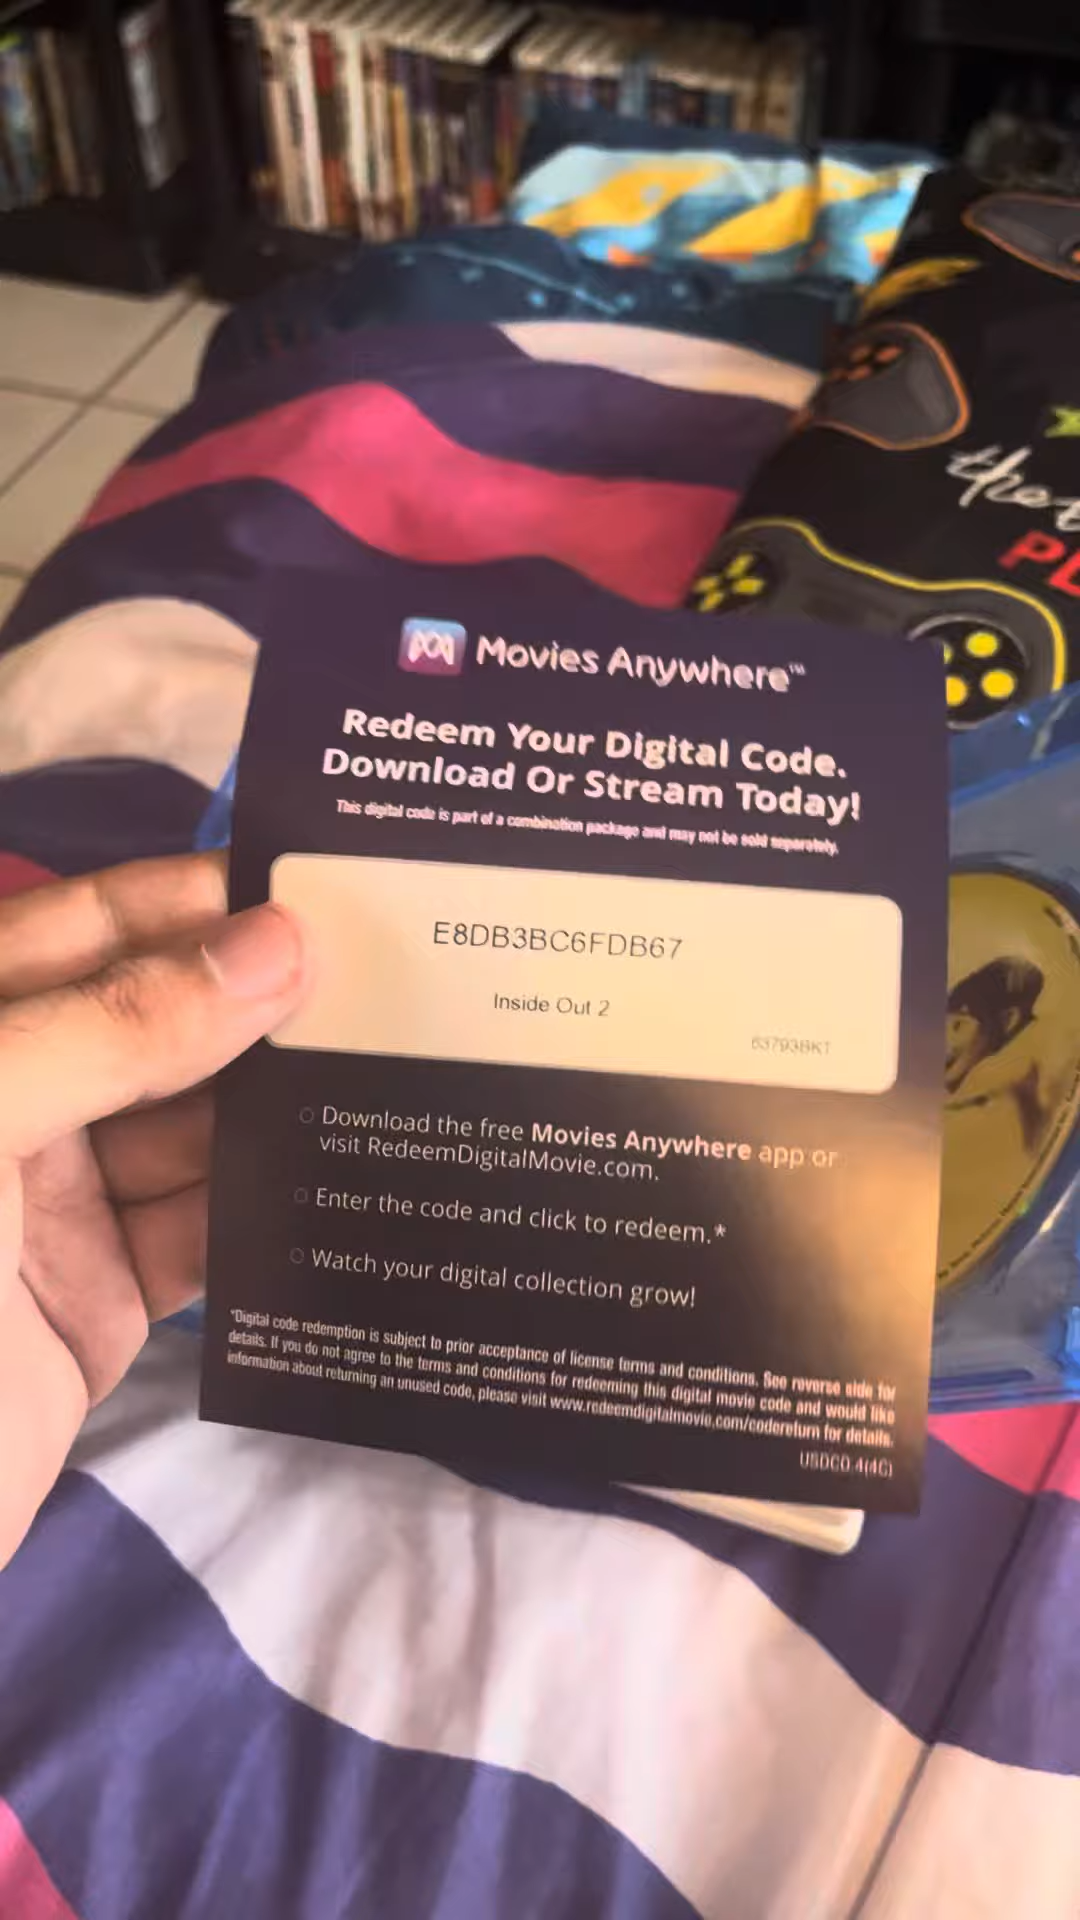 Movies Anywhere™
Redeem Your Digital Code.
Download Or Stream Today!
This digital code is part of a combination package and may not be sold separately.
E8DB3BC6FDB67
Inside Out 2
63793BKT
Download the free Movies Anywhere app or
visit RedeemDigitalMovie.com.
Enter the code and click to redeem.*
Watch your digital collection grow!
*Digital code redemption is subject to prior acceptance of license terms and conditions. See reverse side for
details. If you do not agree to the terms and conditions for redeeming this digital movie code and would like
information about returning an unused code, please visit www.redeemdigitalmovie.com/codereturn for details.